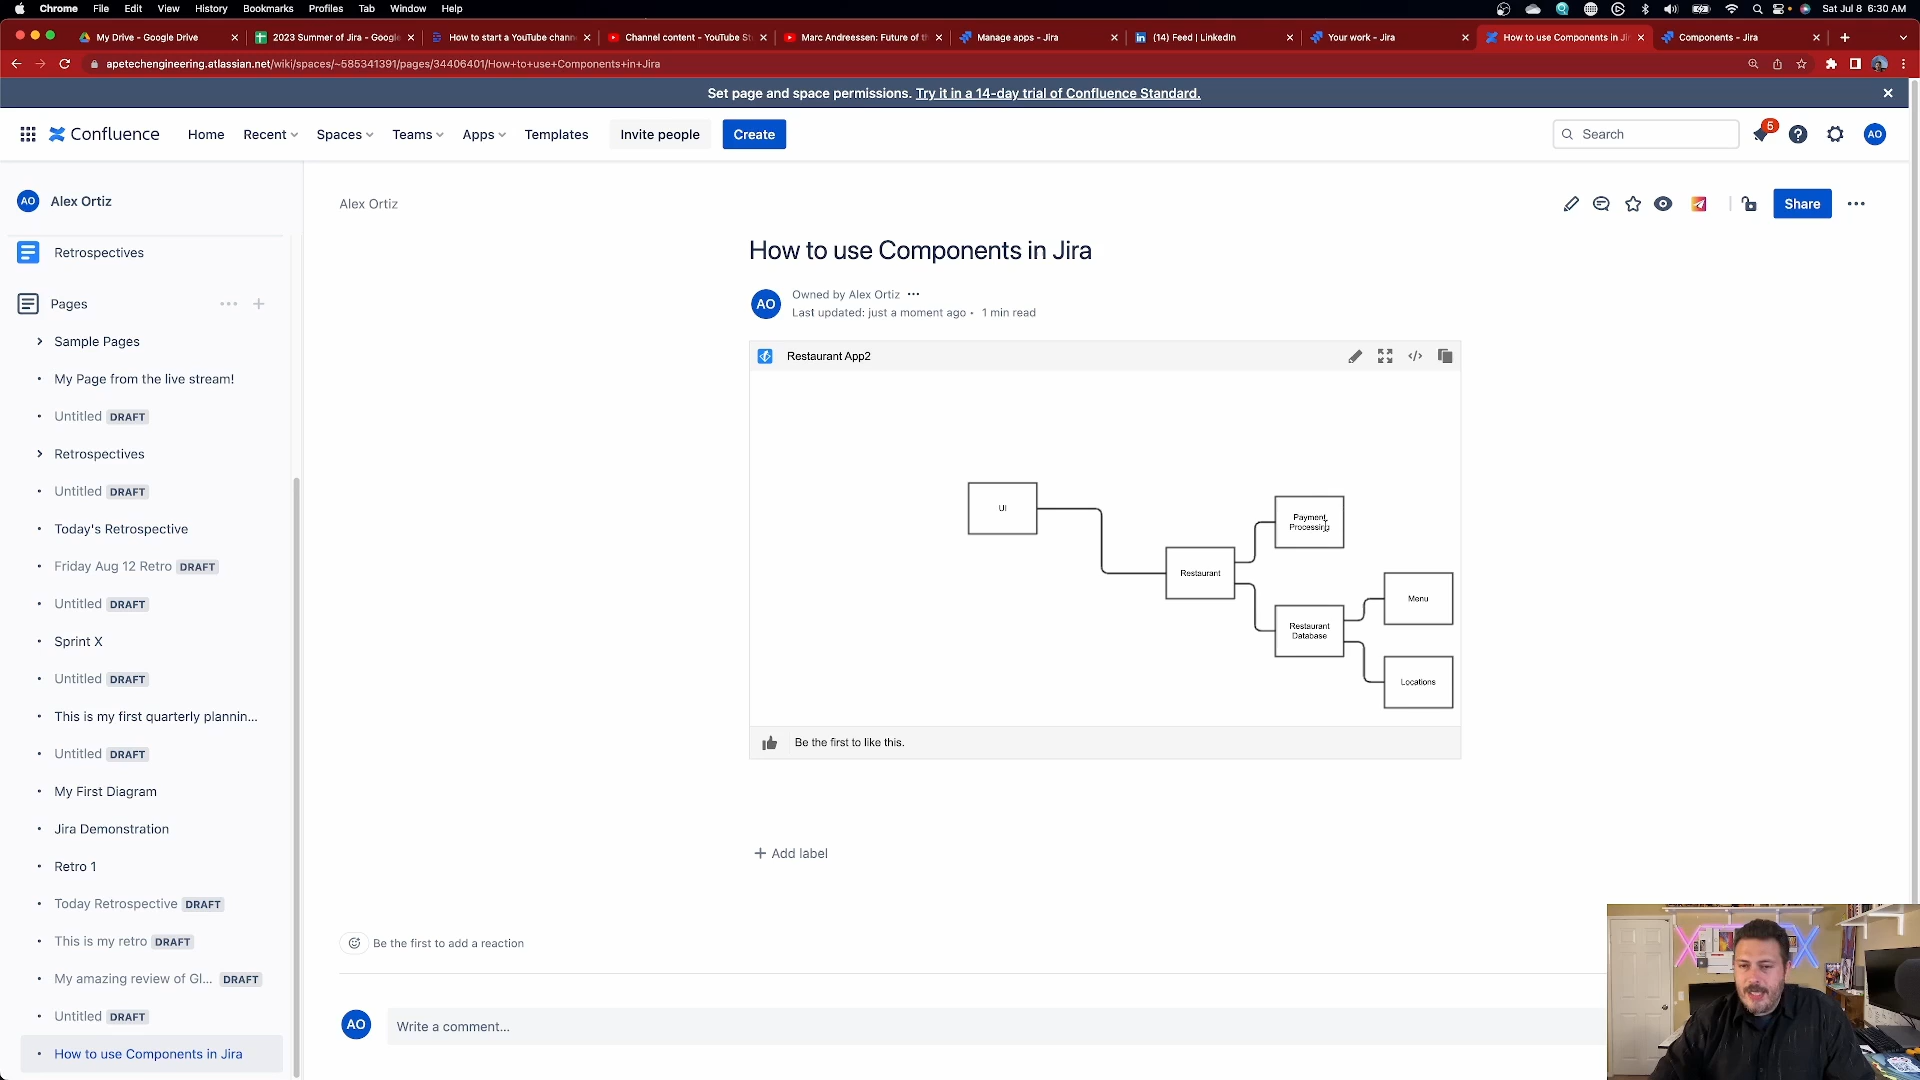 Chrome File Edit View History Bookmarks Profiles Tab Window Help Sat Jul 8 6:30 AM
My Drive - Google Drive
2023 Summer of Jira - Google
How to start a YouTube chann
Channel content - YouTube St
Marc Andreessen: Future of th
Manage apps - Jira
(14) Feed | LinkedIn
Your work - Jira
How to use Components in Jir
Components - Jira
apetechengineering.atlassian.net/wiki/spaces/~585341391/pages/34406401/How+to+use+Components+in+Jira
Set page and space permissions. Try it in a 14-day trial of Confluence Standard.
Confluence Home Recent Spaces Teams Apps Templates Invite people Create Search 5 AO
AO Alex Ortiz
Retrospectives
Pages
Sample Pages
My Page from the live stream!
Untitled DRAFT
Retrospectives
Untitled DRAFT
Today's Retrospective
Friday Aug 12 Retro DRAFT
Untitled DRAFT
Sprint X
Untitled DRAFT
This is my first quarterly plannin...
Untitled DRAFT
My First Diagram
Jira Demonstration
Retro 1
Today Retrospective DRAFT
This is my retro DRAFT
My amazing review of Gl... DRAFT
Untitled DRAFT
How to use Components in Jira
Alex Ortiz
Share
How to use Components in Jira
AO
Owned by Alex Ortiz
Last updated: just a moment ago • 1 min read
Restaurant App2
UI
Payment
Processing
Restaurant
Menu
Restaurant
Database
Locations
Be the first to like this.
Add label
Be the first to add a reaction
AO Write a comment...